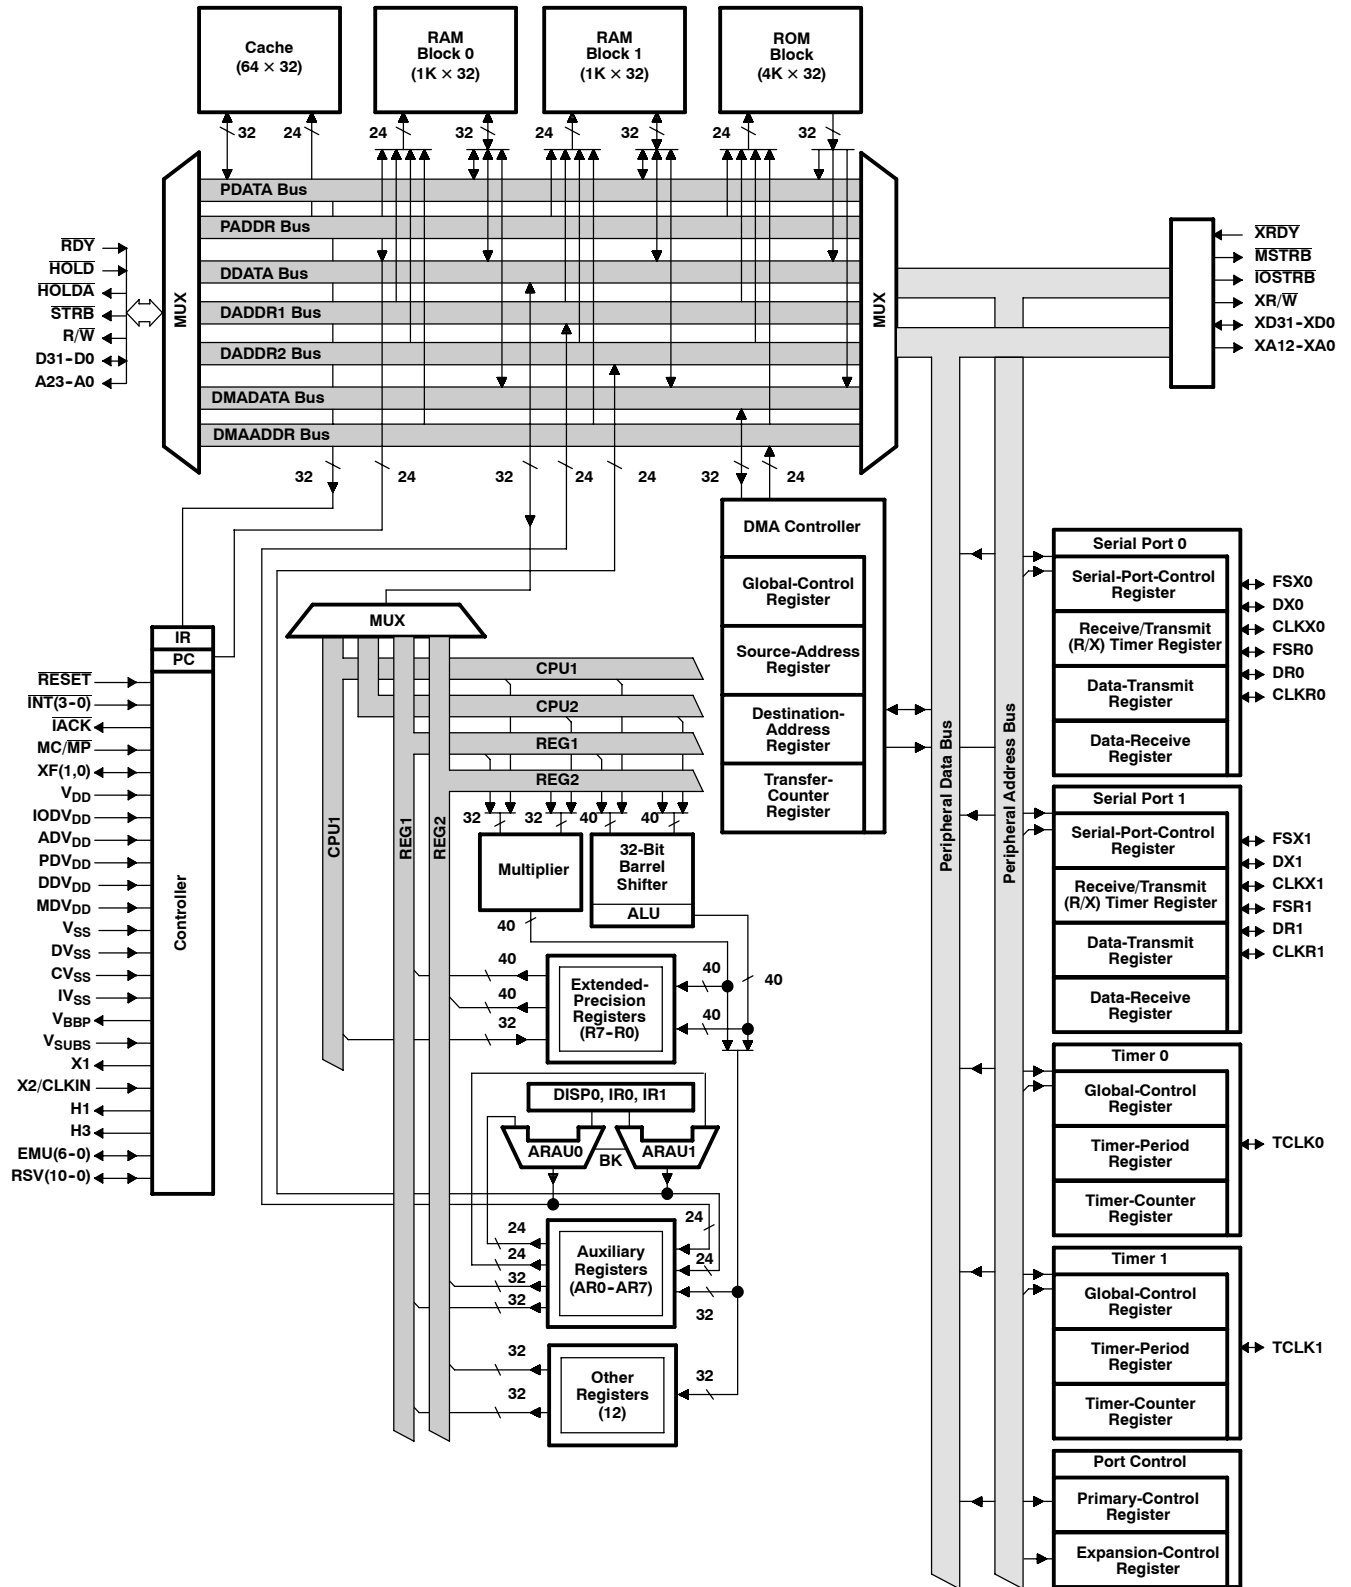 Cache
(64 × 32)
RAM
Block 0
(1K × 32)
RAM
Block 1
(1K × 32)
ROM
Block
(4K × 32)
32
24
24
32
24
32
24
32
PDATA Bus
PADDR Bus
DDATA Bus
DADDR1 Bus
DADDR2 Bus
DMADATA Bus
DMAADDR Bus
MUX
MUX
RDY
HOLD
HOLDA
STRB
R/W
D31-D0
A23-A0
XRDY
MSTRB
IOSTRB
XR/W
XD31-XD0
XA12-XA0
32
24
32
24
24
32
24
DMA Controller
Global-Control
Register
Source-Address
Register
Destination-
Address
Register
Transfer-
Counter
Register
Peripheral Data Bus
Peripheral Address Bus
IR
PC
Controller
RESET
INT(3-0)
IACK
MC/MP
XF(1,0)
VDD
IODVDD
ADVDD
PDVDD
DDVDD
MDVDD
VSS
DVSS
CVSS
IVSS
VBBP
VSUBS
X1
X2/CLKIN
H1
H3
EMU(6-0)
RSV(10-0)
MUX
CPU1
CPU2
REG1
REG2
CPU1
REG1
REG2
32
32
40
40
Multiplier
32-Bit
Barrel
Shifter
ALU
40
40
40
40
32
Extended-
Precision
Registers
(R7-R0)
40
40
40
DISP0, IR0, IR1
ARAU0
BK
ARAU1
24
24
32
32
Auxiliary
Registers
(AR0-AR7)
24
24
32
32
32
Other
Registers
(12)
32
Serial Port 0
Serial-Port-Control
Register
Receive/Transmit
(R/X) Timer Register
Data-Transmit
Register
Data-Receive
Register
FSX0
DX0
CLKX0
FSR0
DR0
CLKR0
Serial Port 1
Serial-Port-Control
Register
Receive/Transmit
(R/X) Timer Register
Data-Transmit
Register
Data-Receive
Register
FSX1
DX1
CLKX1
FSR1
DR1
CLKR1
Timer 0
Global-Control
Register
Timer-Period
Register
Timer-Counter
Register
TCLK0
Timer 1
Global-Control
Register
Timer-Period
Register
Timer-Counter
Register
TCLK1
Port Control
Primary-Control
Register
Expansion-Control
Register